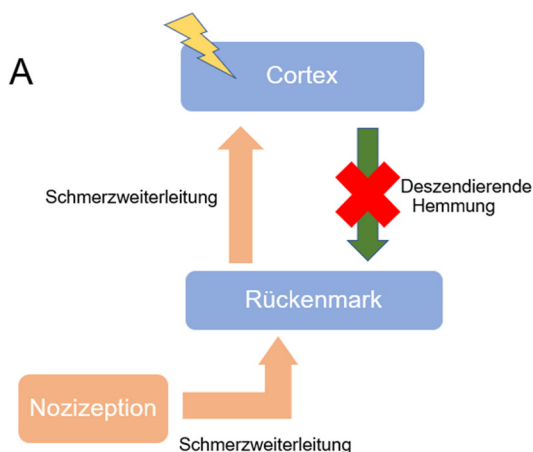 A
Cortex
Schmerzweiterleitung
Deszendierende
Hemmung
Rückenmark
Nozizeption
Schmerzweiterleitung